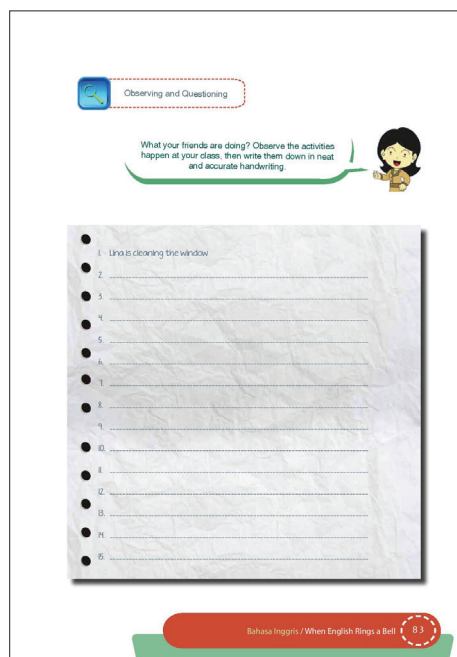 Observing and Questioning
What your friends are doing? Observe the activities
happen at your class, then write them down in neat
and accurate handwriting.
1. Lina is cleaning the window
2.
3.
4.
5.
6.
7.
8.
9.
10.
11.
12.
13.
14.
15.
Bahasa Inggris / When English Rings a Bell 83